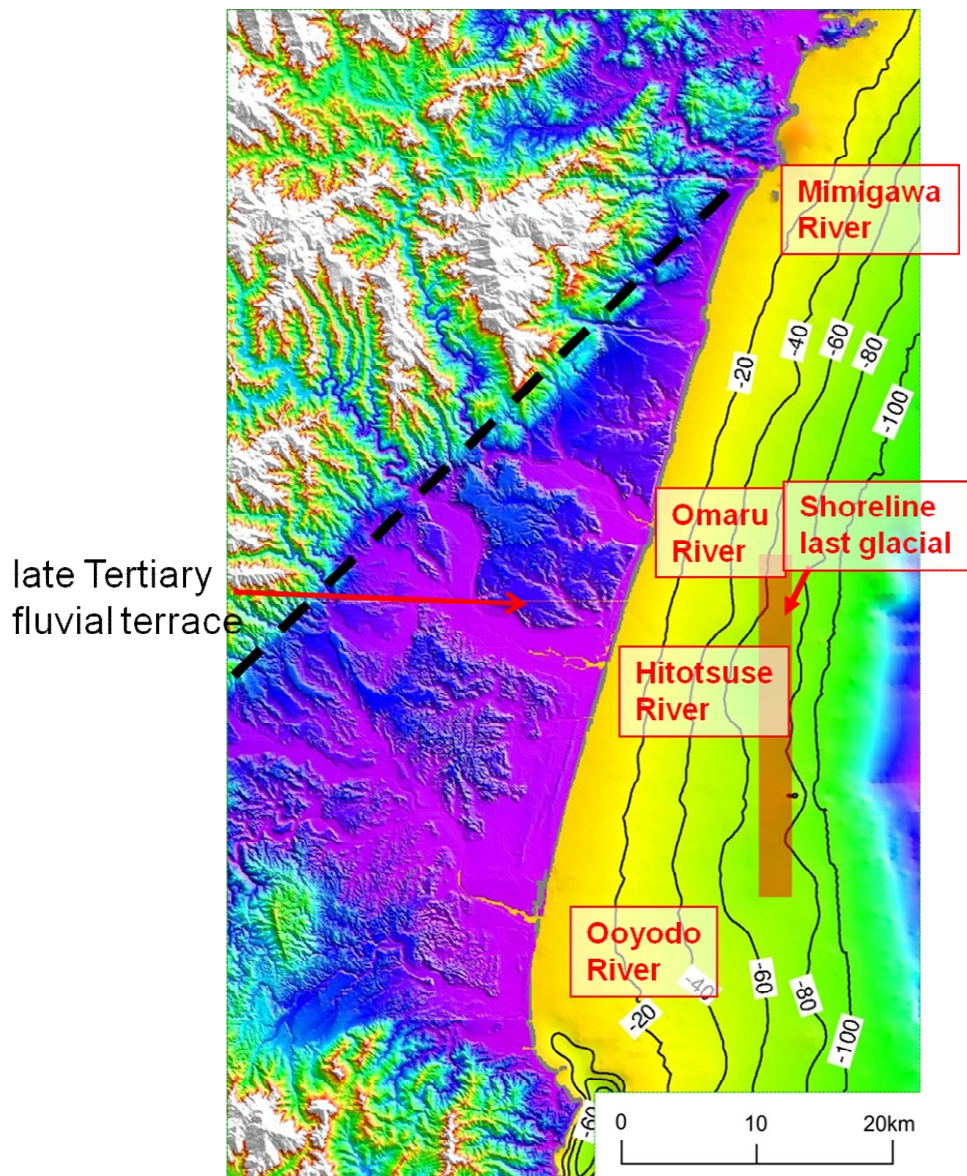 Mimigawa
River
-20
-40
-60
-80
-100
Omaru
River
Shoreline
last glacial
late Tertiary
fluvial terrace
Hitotsuse
River
Ooyodo
River
-20
-40
-60
-80
-100
-60
0 10 20km